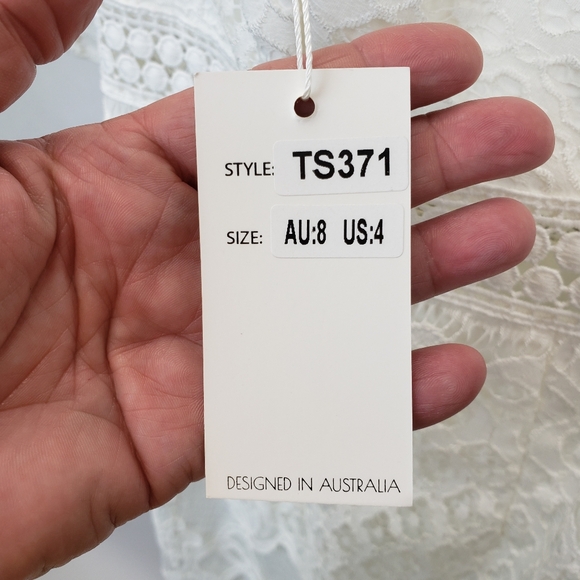 STYLE: TS371
SIZE: AU:8 US:4
DESIGNED IN AUSTRALIA